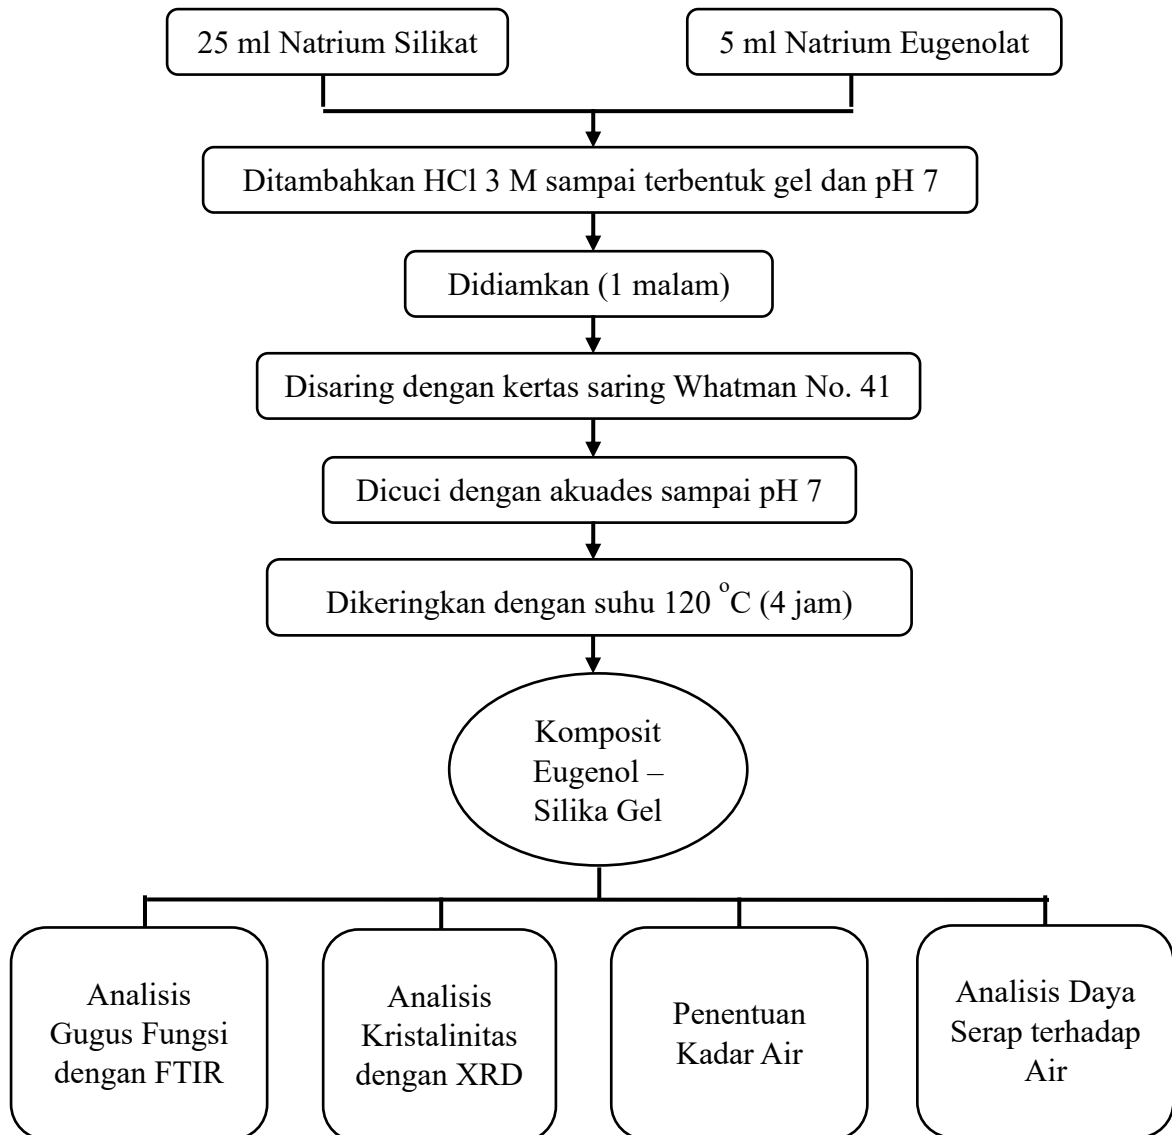 25 ml Natrium Silikat
5 ml Natrium Eugenolat
Ditambahkan HCl 3 M sampai terbentuk gel dan pH 7
Didiamkan (1 malam)
Disaring dengan kertas saring Whatman No. 41
Dicuci dengan akuades sampai pH 7
Dikeringkan dengan suhu 120 °C (4 jam)
Komposit
Eugenol –
Silika Gel
Analisis
Gugus Fungsi
dengan FTIR
Analisis
Kristalinitas
dengan XRD
Penentuan
Kadar Air
Analisis Daya
Serap terhadap
Air